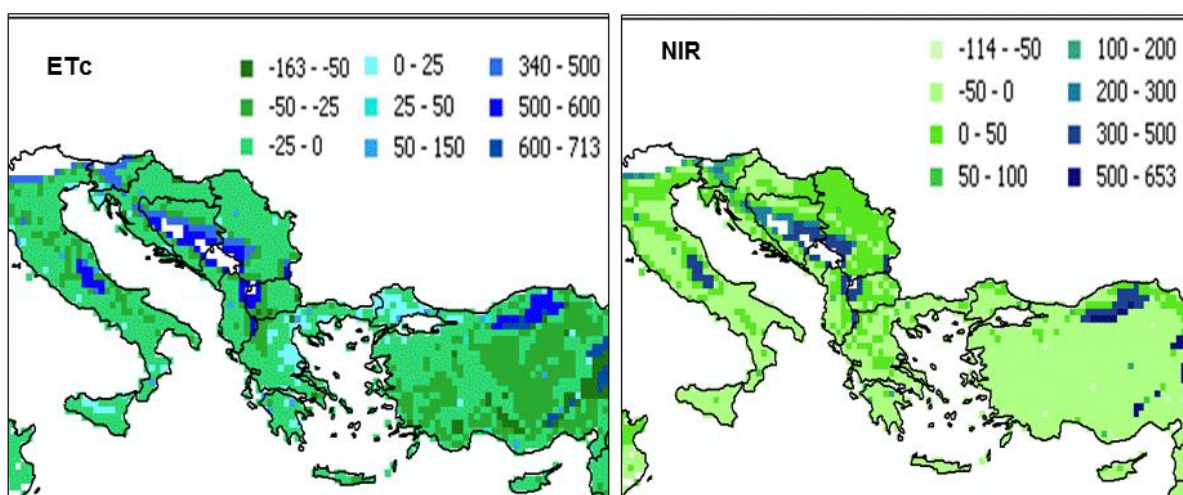 ETc
-163 - -50 0 - 25 340 - 500
-50 - -25 25 - 50 500 - 600
-25 - 0 50 - 150 600 - 713
NIR
-114 - -50 100 - 200
-50 - 0 200 - 300
0 - 50 300 - 500
50 - 100 500 - 653